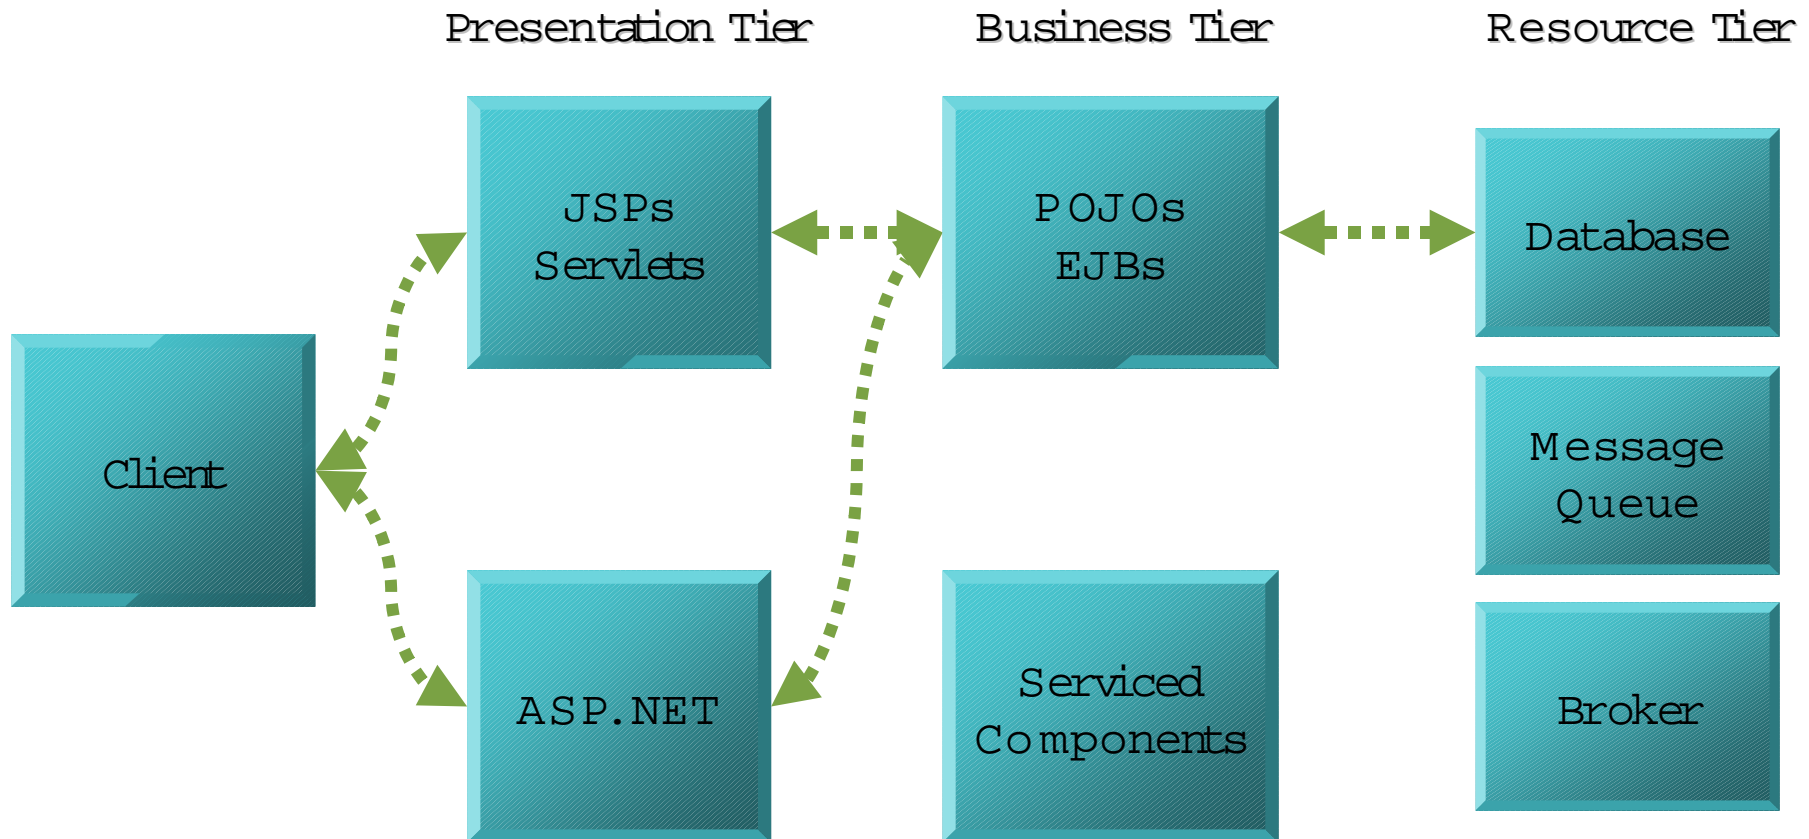 Presentation Tier
Business Tier
Resource Tier
JSPs
Servlets
POJOs
EJBs
Database
Client
Message
Queue
ASP.NET
Serviced
Components
Broker